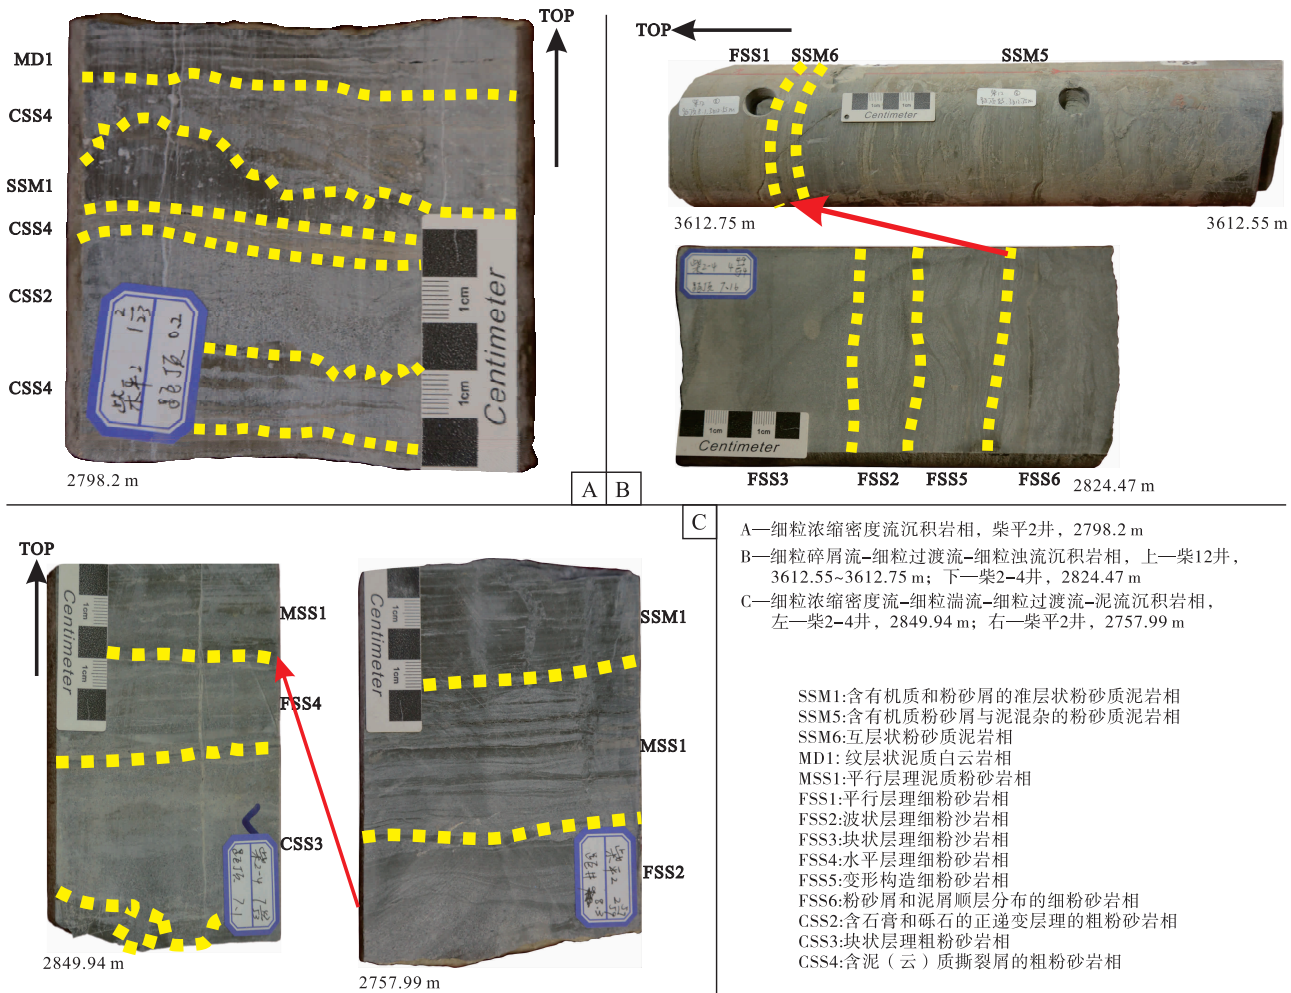 TOP
MD1
CSS4
SSM1
CSS4
CSS2
CSS4
1cm
1cm
Centimeter
2798.2 m
A
TOP
FSS1
SSM6
SSM5
1cm
1cm
Centimeter
3612.75 m
3612.55 m
1cm
1cm
Centimeter
FSS3
FSS2
FSS5
FSS6
2824.47 m
B
C
TOP
1cm
1cm
Centimeter
MSS1
FSS4
CSS3
2849.94 m
1cm
1cm
Centimeter
SSM1
MSS1
FSS2
2757.99 m
A—细粒浓缩密度流沉积岩相，柴平2井，2798.2 m
B—细粒碎屑流–细粒过渡流–细粒浊流沉积岩相，上—柴12井，
3612.55~3612.75 m；下—柴2–4井，2824.47 m
C—细粒浓缩密度流–细粒湍流–细粒过渡流–泥流沉积岩相，
左—柴2–4井，2849.94 m；右—柴平2井，2757.99 m
SSM1:含有机质和粉砂屑的准层状粉砂质泥岩相
SSM5:含有机质粉砂屑与泥混杂的粉砂质泥岩相
SSM6:互层状粉砂质泥岩相
MD1:纹层状泥质白云岩相
MSS1:平行层理泥质粉砂岩相
FSS1:平行层理细粉砂岩相
FSS2:波状层理细粉沙岩相
FSS3:块状层理细粉沙岩相
FSS4:水平层理细粉砂岩相
FSS5:变形构造细粉砂岩相
FSS6:粉砂屑和泥屑顺层分布的细粉砂岩相
CSS2:含石膏和砾石的正递变层理的粗粉砂岩相
CSS3:块状层理粗粉砂岩相
CSS4:含泥（云）质撕裂屑的粗粉砂岩相